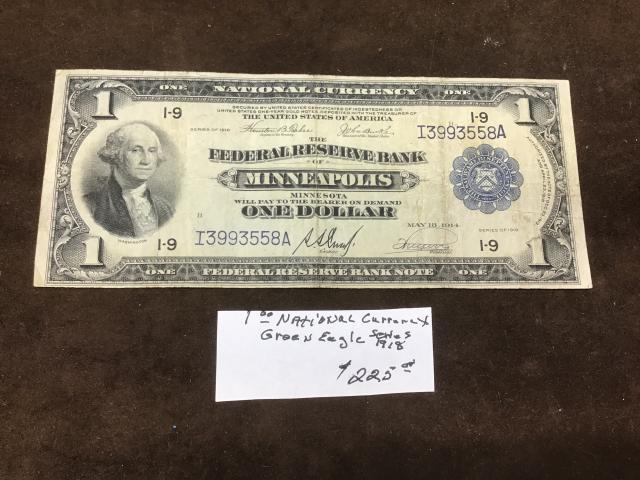 ONE NATIONAL CURRENCY ONE
SECURED BY UNITED STATES CERTIFICATES OF INDEBTEDNESS OR
UNITED STATES ONE-YEAR GOLD NOTES, DEPOSITED WITH THE TREASURER OF
1 I-9 THE UNITED STATES OF AMERICA I-9 1
SERIES OF 1918
I3993558A
THE
FEDERAL RESERVE BANK
OF
MINNEAPOLIS
MINNESOTA
WILL PAY TO THE BEARER ON DEMAND
ONE DOLLAR
MAY 18, 1914
SERIES OF 1918
WASHINGTON
I3993558A
1 I-9 I-9 1
ONE FEDERAL RESERVE BANK NOTE ONE
1 00 NATIONAL Currency
Green Eagle Series
1918
$225 00